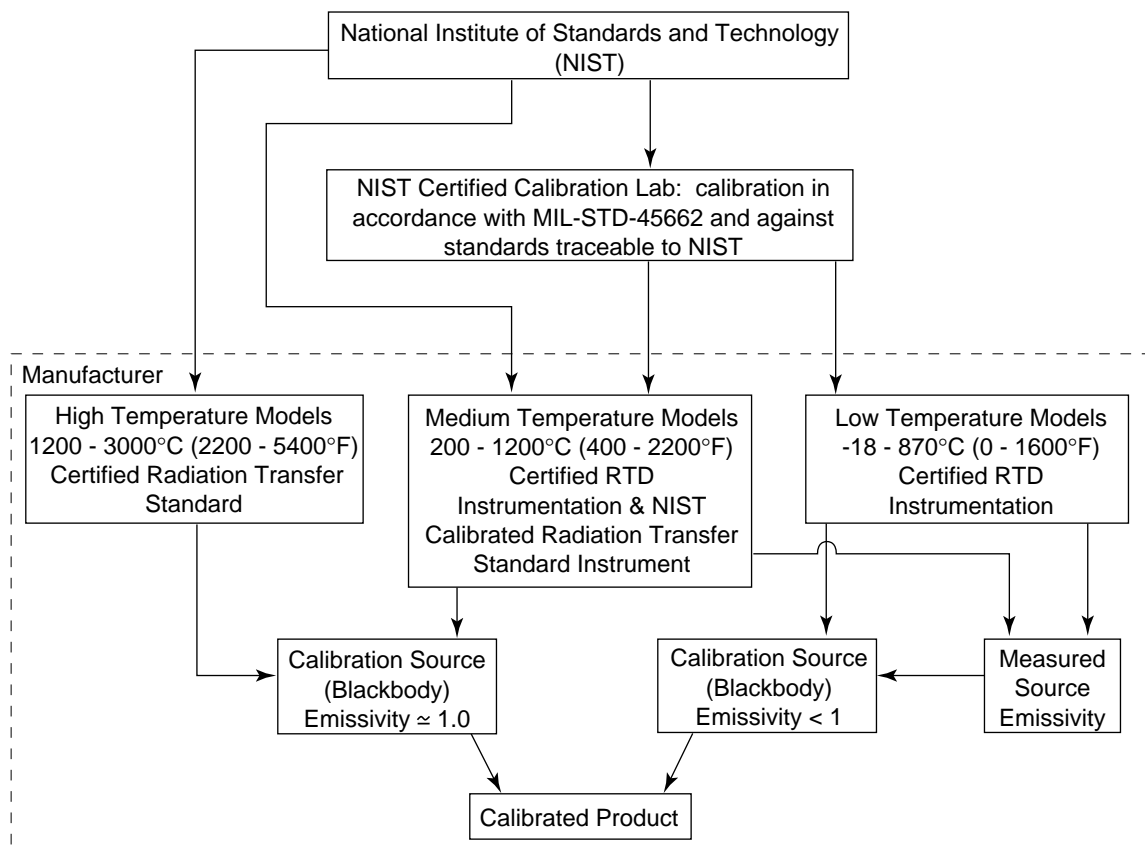 National Institute of Standards and Technology
(NIST)
NIST Certified Calibration Lab:  calibration in
accordance with MIL-STD-45662 and against
standards traceable to NIST
Manufacturer
High Temperature Models
1200 - 3000°C (2200 - 5400°F)
Certified Radiation Transfer
Standard
Medium Temperature Models
200 - 1200°C (400 - 2200°F)
Certified RTD
Instrumentation & NIST
Calibrated Radiation Transfer
Standard Instrument
Low Temperature Models
-18 - 870°C (0 - 1600°F)
Certified RTD
Instrumentation
Calibration Source
(Blackbody)
Emissivity ≃ 1.0
Calibration Source
(Blackbody)
Emissivity < 1
Measured
Source
Emissivity
Calibrated Product